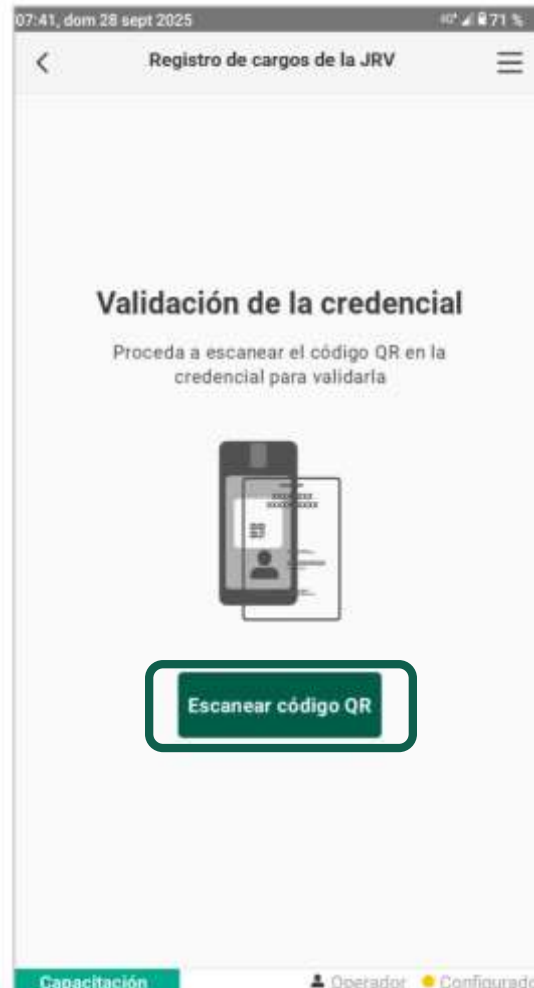 07:41, dom 28 sept 2025 71 %
Registro de cargos de la JRV
Validación de la credencial
Proceda a escanear el código QR en la
credencial para validarla
Escanear código QR
Capacitación Operador Configurado